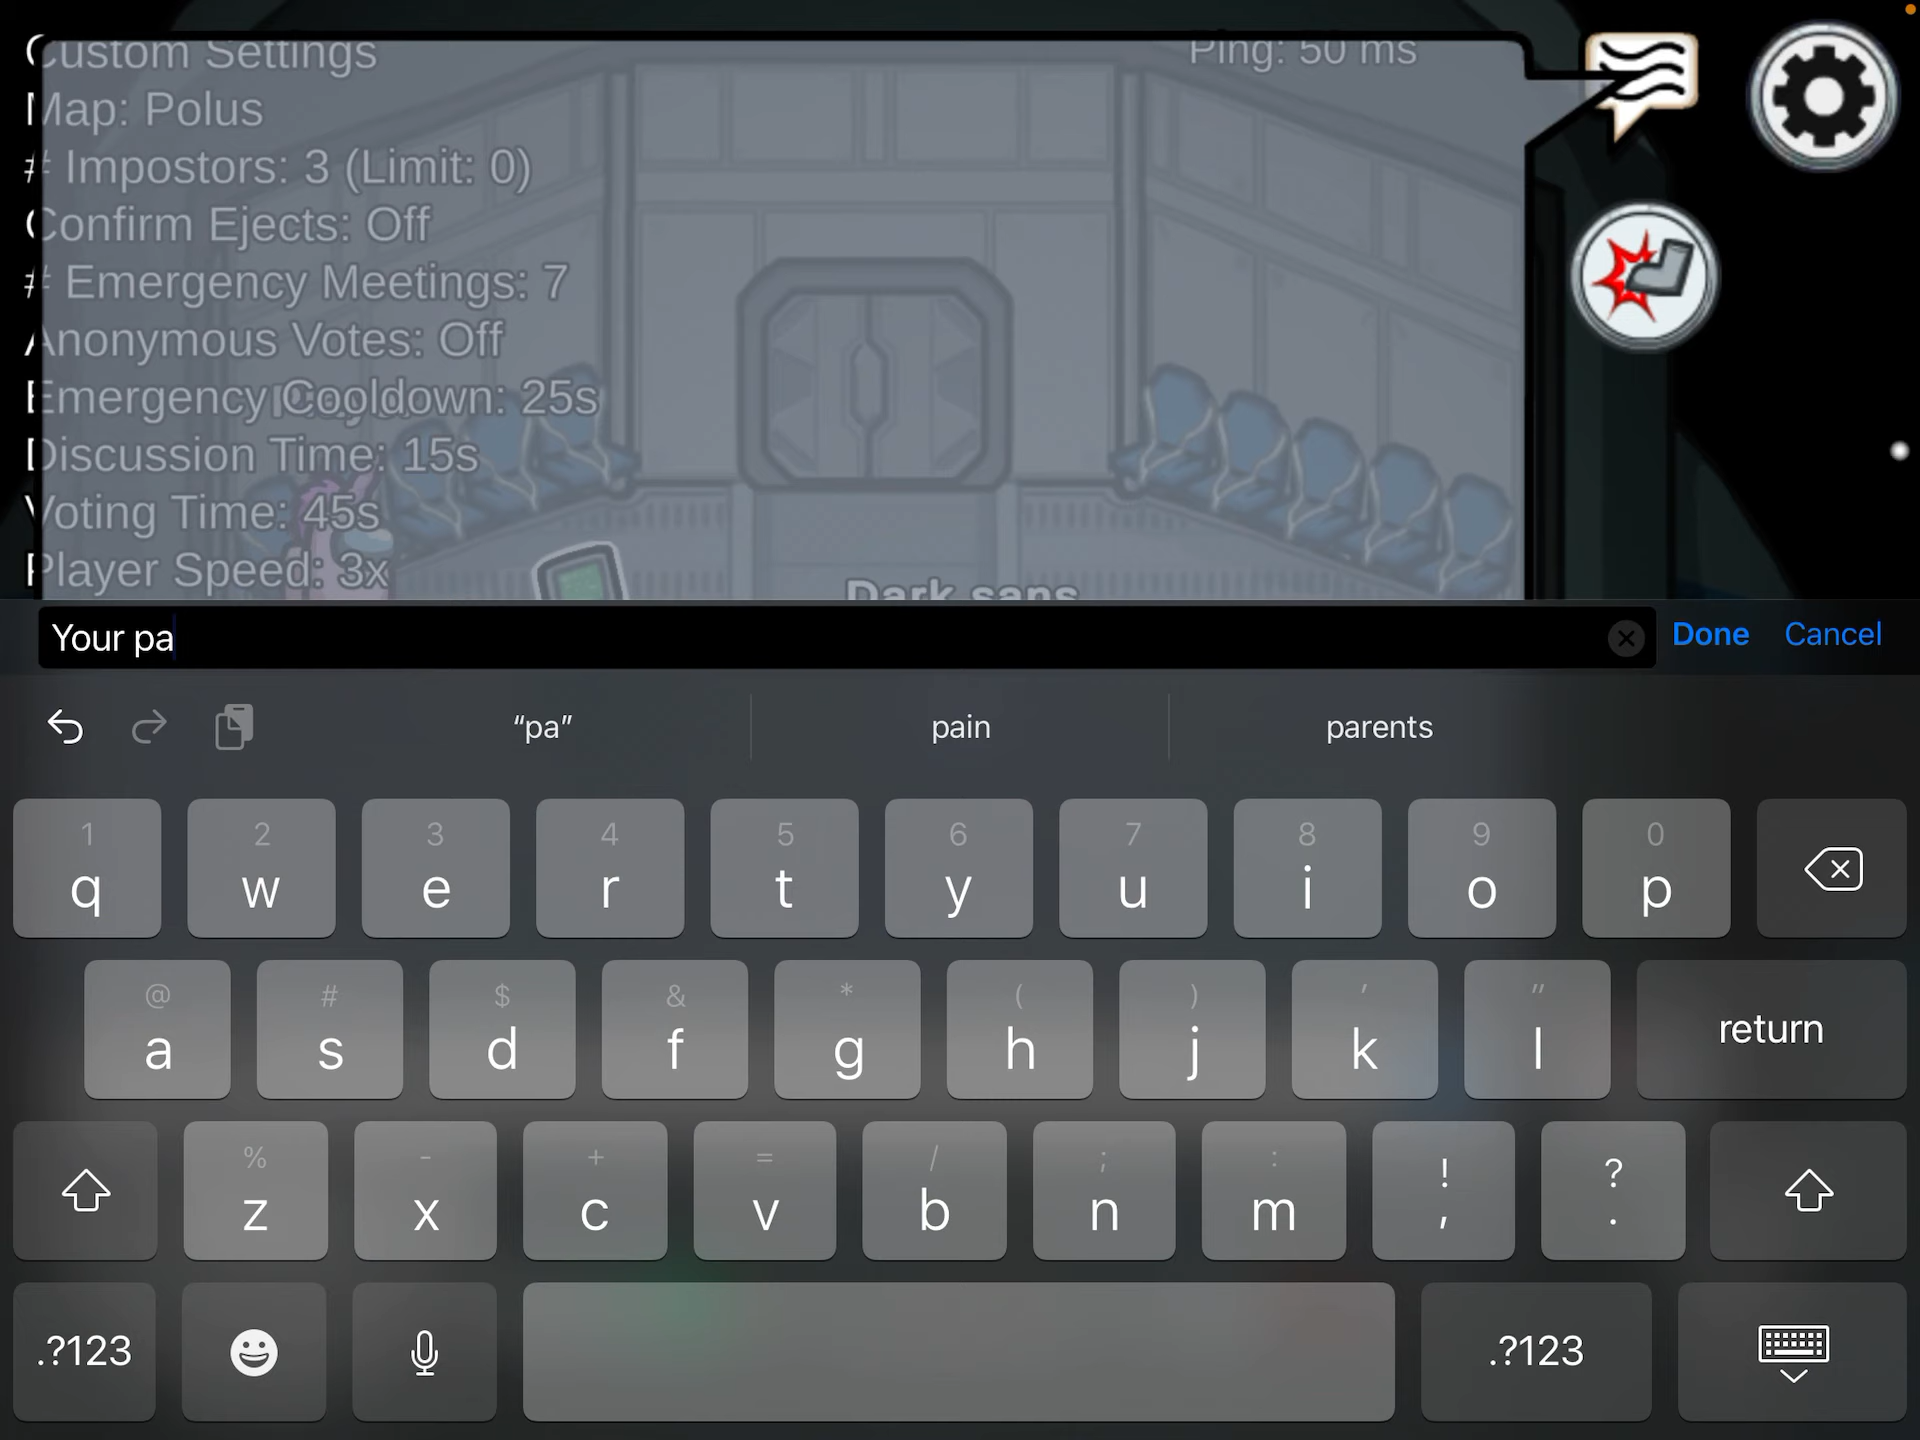 Custom Settings
Ping: 50 ms
Map: Polus
# Impostors: 3 (Limit: 0)
Confirm Ejects: Off
# Emergency Meetings: 7
Anonymous Votes: Off
Emergency Cooldown: 25s
Discussion Time: 15s
Voting Time: 45s
Player Speed: 3x
Dark sans
Your pa
Done Cancel
“pa” pain parents
1 2 3 4 5 6 7 8 9 0
q w e r t y u i o p
@ # $ & * ( ) ' "
a s d f g h j k l return
% - + = / ; : ! ?
z x c v b n m , .
.?123 .?123